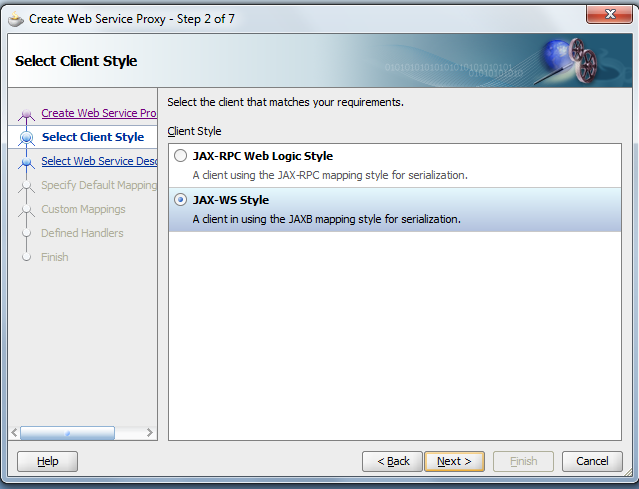 Create Web Service Proxy - Step 2 of 7
Select Client Style
010101010101010101010101
0101010101
Create Web Service Pro
Select Client Style
Select Web Service Desc
Specify Default Mapping
Custom Mappings
Defined Handlers
Finish
Select the client that matches your requirements.
Client Style
JAX-RPC Web Logic Style
A client using the JAX-RPC mapping style for serialization.
JAX-WS Style
A client in using the JAXB mapping style for serialization.
Help
< Back
Next >
Finish
Cancel